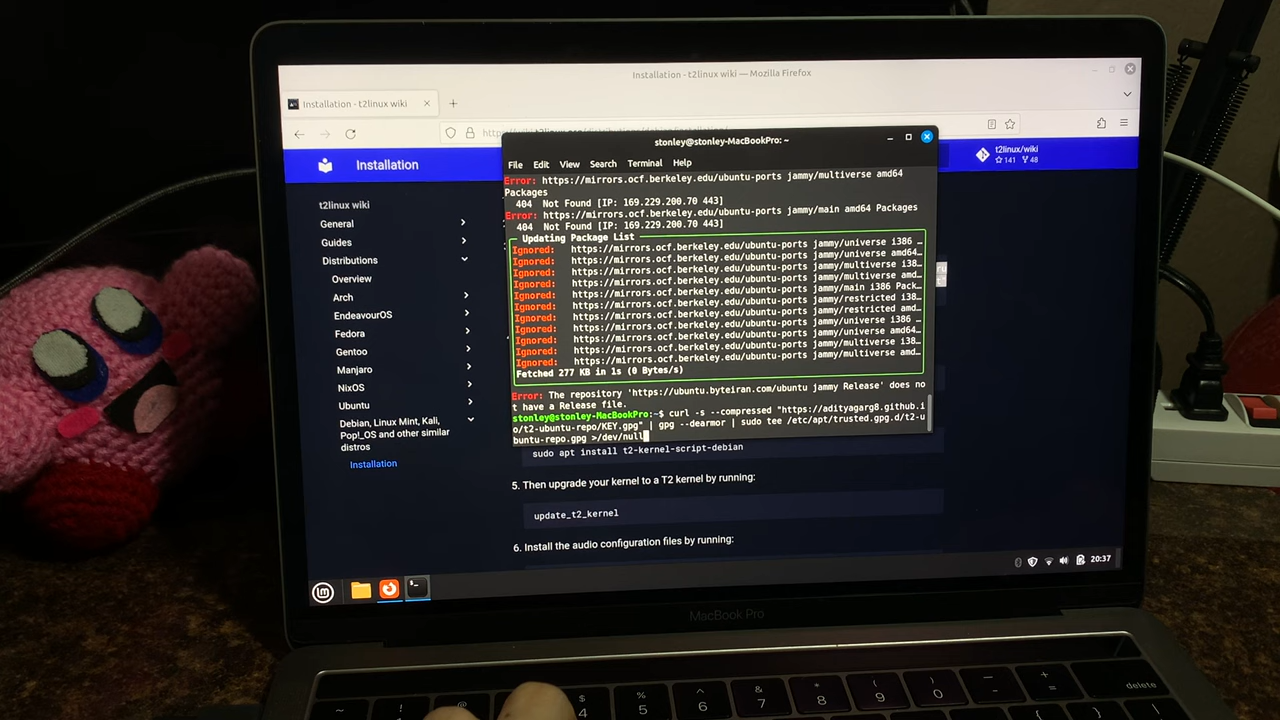 Installation - t2linux wiki — Mozilla Firefox
Installation - t2linux wiki
Installation
t2linux/wiki
141 48
stonley@stonley-MacBookPro: ~
File Edit View Search Terminal Help
Error: https://mirrors.ocf.berkeley.edu/ubuntu-ports jammy/multiverse amd64
Packages
404 Not Found [IP: 169.229.200.70 443]
Error: https://mirrors.ocf.berkeley.edu/ubuntu-ports jammy/main amd64 Packages
404 Not Found [IP: 169.229.200.70 443]
Updating Package List
Ignored: https://mirrors.ocf.berkeley.edu/ubuntu-ports jammy/universe i386 …
Ignored: https://mirrors.ocf.berkeley.edu/ubuntu-ports jammy/universe amd64…
Ignored: https://mirrors.ocf.berkeley.edu/ubuntu-ports jammy/multiverse i38…
Ignored: https://mirrors.ocf.berkeley.edu/ubuntu-ports jammy/multiverse amd…
Ignored: https://mirrors.ocf.berkeley.edu/ubuntu-ports jammy/main i386 Pack…
Ignored: https://mirrors.ocf.berkeley.edu/ubuntu-ports jammy/restricted i38…
Ignored: https://mirrors.ocf.berkeley.edu/ubuntu-ports jammy/restricted amd…
Ignored: https://mirrors.ocf.berkeley.edu/ubuntu-ports jammy/universe i386 …
Ignored: https://mirrors.ocf.berkeley.edu/ubuntu-ports jammy/universe amd64…
Ignored: https://mirrors.ocf.berkeley.edu/ubuntu-ports jammy/multiverse i38…
Ignored: https://mirrors.ocf.berkeley.edu/ubuntu-ports jammy/multiverse amd…
Fetched 277 KB in 1s (0 Bytes/s)
Error: The repository 'https://ubuntu.byteiran.com/ubuntu jammy Release' does no
t have a Release file.
stonley@stonley-MacBookPro:~$ curl -s --compressed "https://adityagarg8.github.i
o/t2-ubuntu-repo/KEY.gpg" | gpg --dearmor | sudo tee /etc/apt/trusted.gpg.d/t2-u
buntu-repo.gpg >/dev/null
t2linux wiki
General
Guides
Distributions
Overview
Arch
EndeavourOS
Fedora
Gentoo
Manjaro
NixOS
Ubuntu
Debian, Linux Mint, Kali,
Pop!_OS and other similar
distros
Installation
sudo apt install t2-kernel-script-debian
5. Then upgrade your kernel to a T2 kernel by running:
update_t2_kernel
6. Install the audio configuration files by running:
20:37
MacBook Pro
~ ! @ $ % ^ & * ( ) — + delete
4 5 6 7 8 9 0 - =